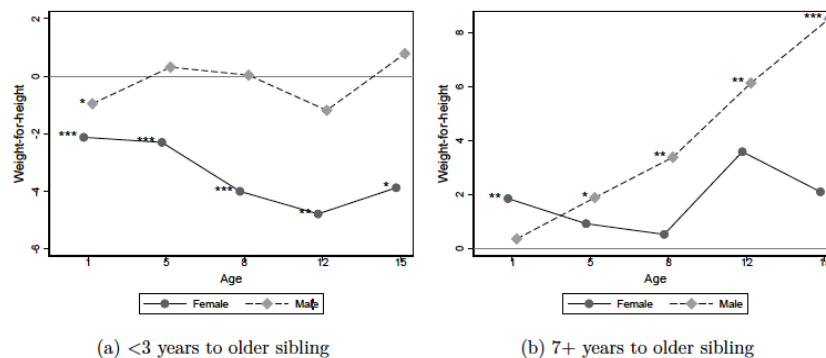 2
0
-2
-4
-6
Weight-for-height
*
***
***
***
**
*
1 5 8 12 15
Age
Female Male
(a) <3 years to older sibling
8
6
4
2
0
Weight-for-height
***
**
**
*
**
1 5 8 12
Age
Female Male
(b) 7+ years to older sibling